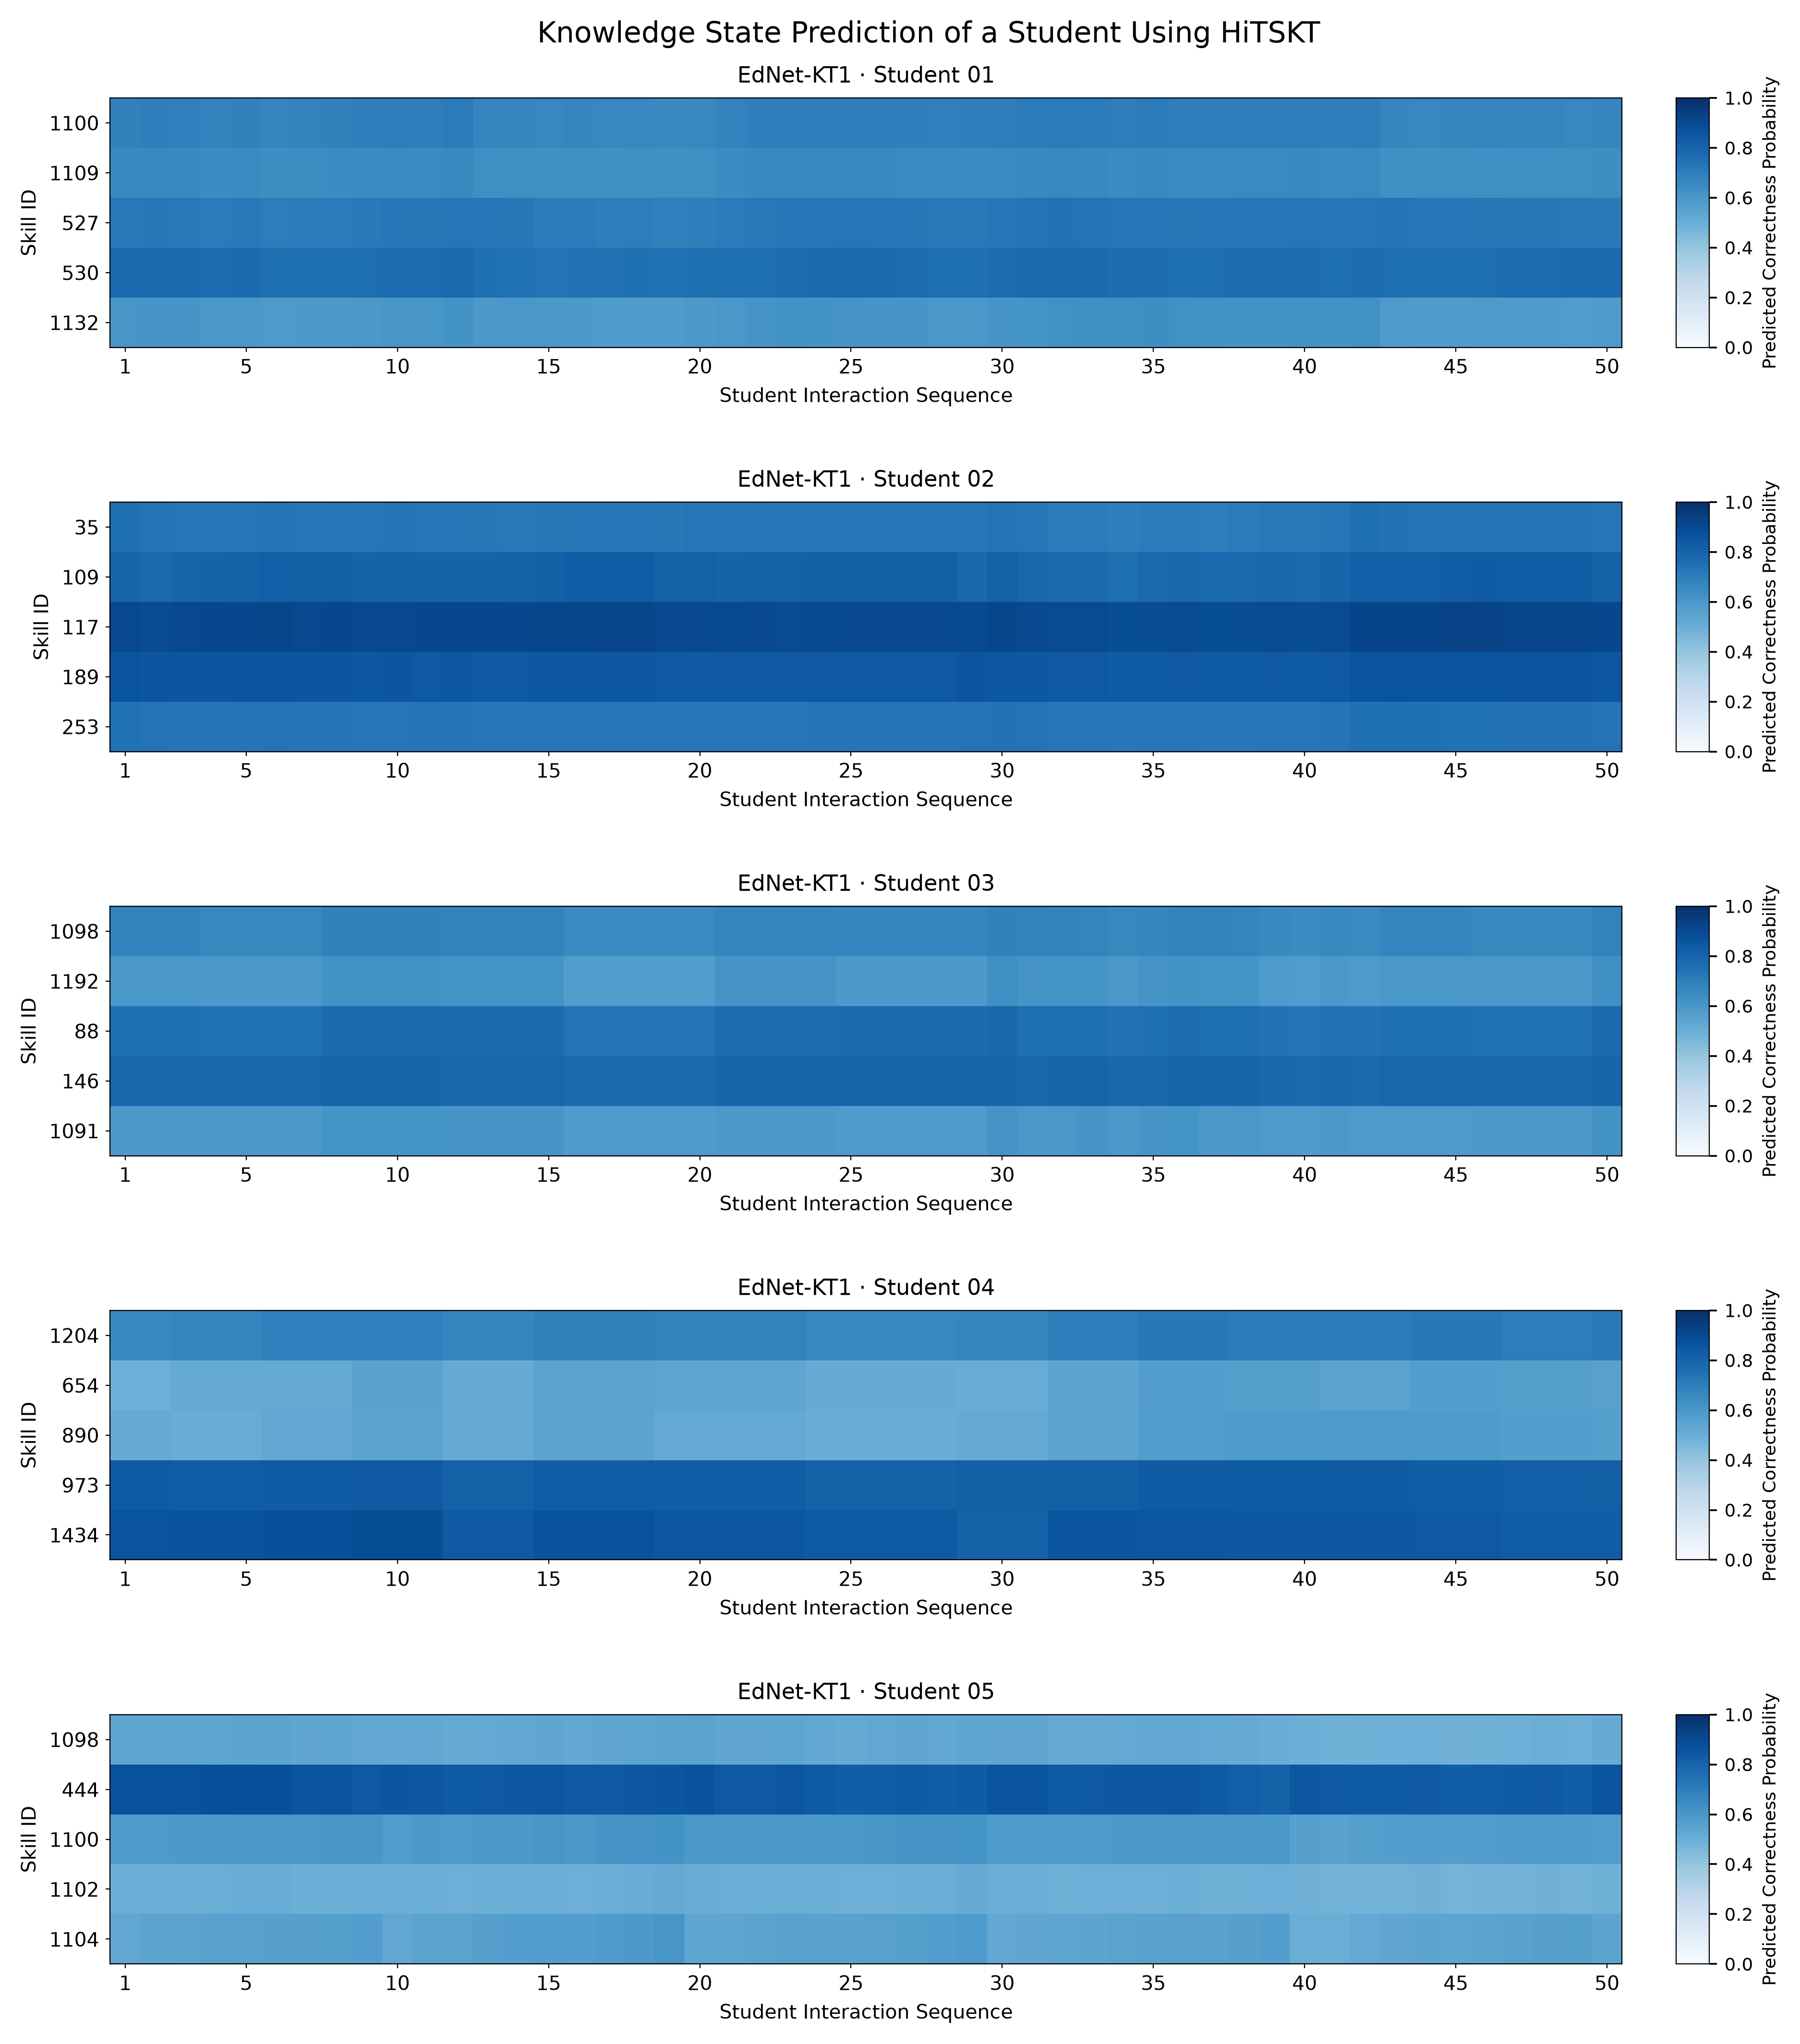 Knowledge State Prediction of a Student Using HiTSKT
EdNet-KT1 · Student 01
Skill ID
1100
1109
527
530
1132
1 5 10 15 20 25 30 35 40 45 50
Student Interaction Sequence
1.0
0.8
0.6
0.4
0.2
0.0
Predicted Correctness Probability
EdNet-KT1 · Student 02
Skill ID
35
109
117
189
253
1 5 10 15 20 25 30 35 40 45 50
Student Interaction Sequence
1.0
0.8
0.6
0.4
0.2
0.0
Predicted Correctness Probability
EdNet-KT1 · Student 03
Skill ID
1098
1192
88
146
1091
1 5 10 15 20 25 30 35 40 45 50
Student Interaction Sequence
1.0
0.8
0.6
0.4
0.2
0.0
Predicted Correctness Probability
EdNet-KT1 · Student 04
Skill ID
1204
654
890
973
1434
1 5 10 15 20 25 30 35 40 45 50
Student Interaction Sequence
1.0
0.8
0.6
0.4
0.2
0.0
Predicted Correctness Probability
EdNet-KT1 · Student 05
Skill ID
1098
444
1100
1102
1104
1 5 10 15 20 25 30 35 40 45 50
Student Interaction Sequence
1.0
0.8
0.6
0.4
0.2
0.0
Predicted Correctness Probability